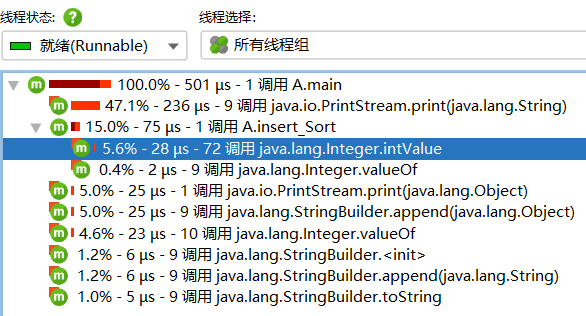 线程状态: ?
线程选择:
就绪(Runnable)
所有线程组
m 100.0% - 501 µs - 1 调用 A.main
m 47.1% - 236 µs - 9 调用 java.io.PrintStream.print(java.lang.String)
m 15.0% - 75 µs - 1 调用 A.insert_Sort
m 5.6% - 28 µs - 72 调用 java.lang.Integer.intValue
m 0.4% - 2 µs - 9 调用 java.lang.Integer.valueOf
m 5.0% - 25 µs - 1 调用 java.io.PrintStream.print(java.lang.Object)
m 5.0% - 25 µs - 9 调用 java.lang.StringBuilder.append(java.lang.Object)
m 4.6% - 23 µs - 10 调用 java.lang.Integer.valueOf
m 1.2% - 6 µs - 9 调用 java.lang.StringBuilder.<init>
m 1.2% - 6 µs - 9 调用 java.lang.StringBuilder.append(java.lang.String)
m 1.0% - 5 µs - 9 调用 java.lang.StringBuilder.toString